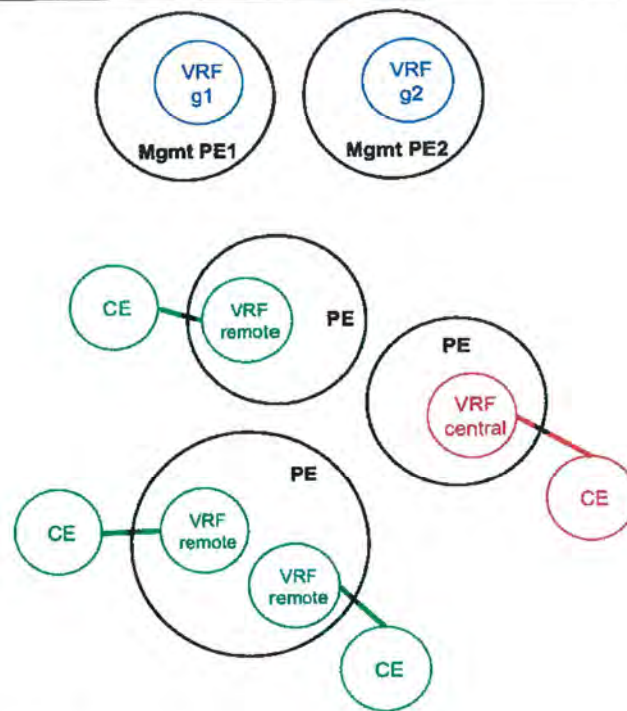 VRF
g1
Mgmt PE1
VRF
g2
Mgmt PE2
CE
VRF
remote
PE
PE
VRF
central
CE
PE
CE
VRF
remote
VRF
remote
CE